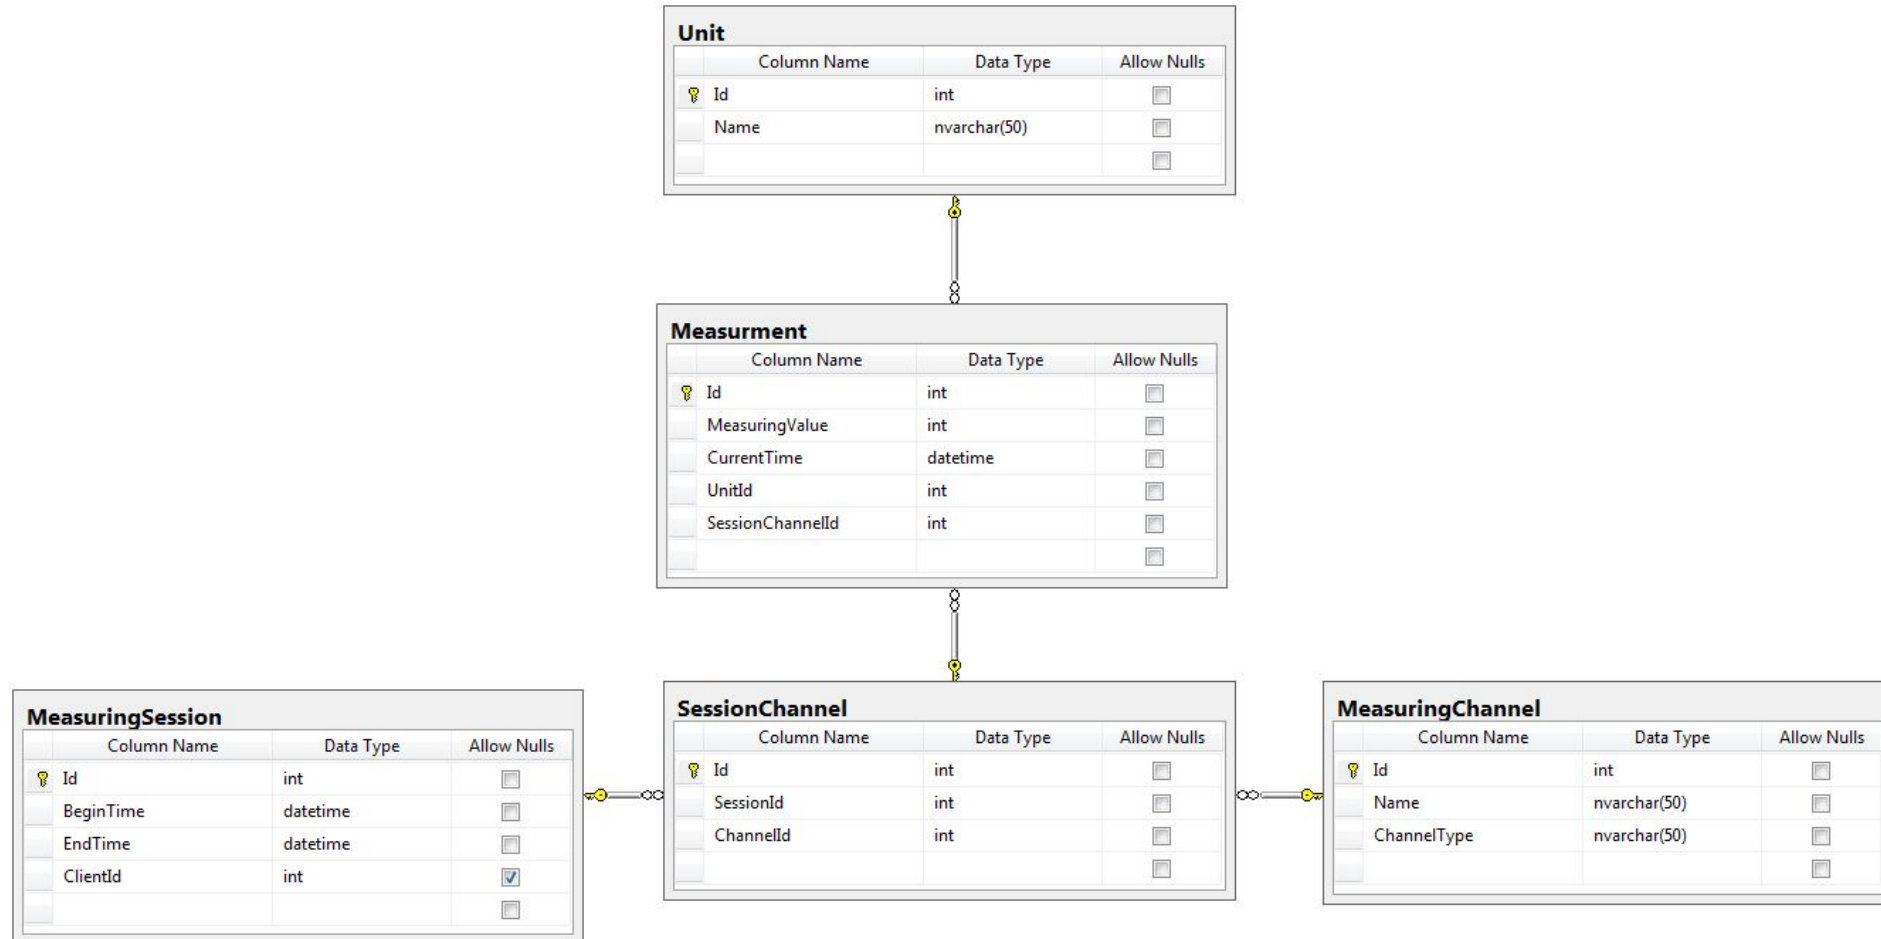 Unit
Column Name Data Type Allow Nulls
Id int
Name nvarchar(50)
Measurment
Column Name Data Type Allow Nulls
Id int
MeasuringValue int
CurrentTime datetime
UnitId int
SessionChannelId int
MeasuringSession
Column Name Data Type Allow Nulls
Id int
BeginTime datetime
EndTime datetime
ClientId int
SessionChannel
Column Name Data Type Allow Nulls
Id int
SessionId int
ChannelId int
MeasuringChannel
Column Name Data Type Allow Nulls
Id int
Name nvarchar(50)
ChannelType nvarchar(50)